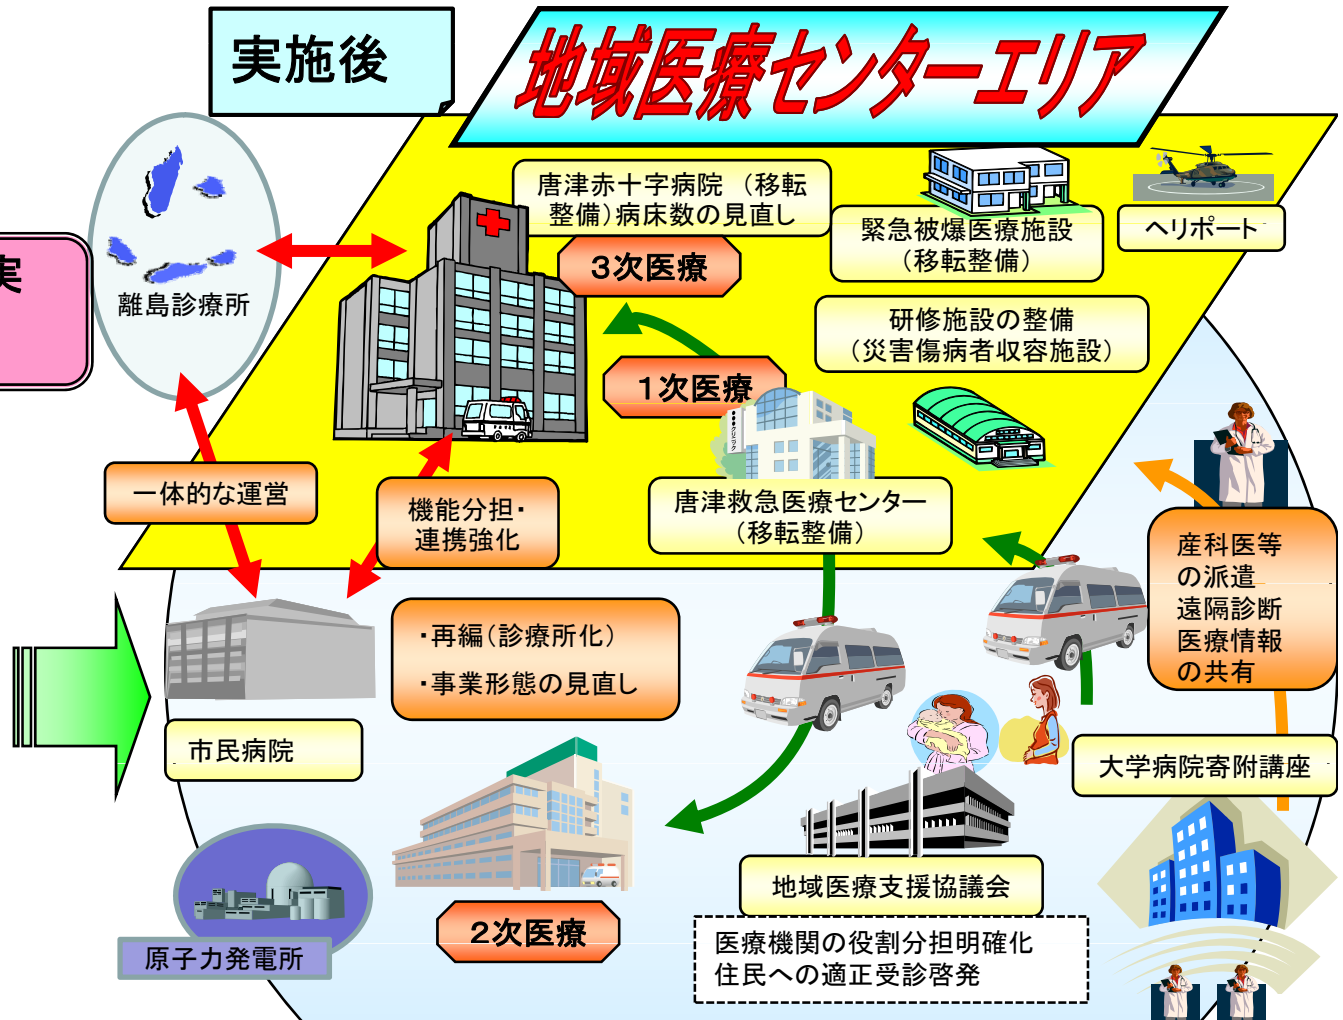 実施後
地域医療センターエリア
唐津赤十字病院 （移転
整備）病床数の見直し
緊急被爆医療施設
（移転整備）
ヘリポート
実
離島診療所
3次医療
研修施設の整備
（災害傷病者収容施設）
1次医療
クリニック
一体的な運営
機能分担・
連携強化
唐津救急医療センター
（移転整備）
産科医等
の派遣
遠隔診断
医療情報
の共有
・再編（診療所化）
・事業形態の見直し
市民病院
大学病院寄附講座
地域医療支援協議会
2次医療
医療機関の役割分担明確化
住民への適正受診啓発
原子力発電所